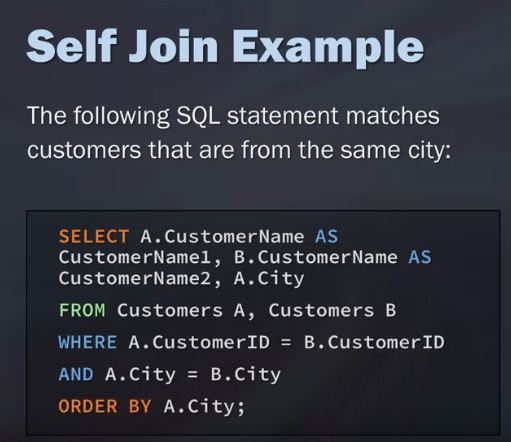 Self Join Example
The following SQL statement matches
customers that are from the same city:
SELECT A.CustomerName AS
CustomerName1, B.CustomerName AS
CustomerName2, A.City
FROM Customers A, Customers B
WHERE A.CustomerID = B.CustomerID
AND A.City = B.City
ORDER BY A.City;